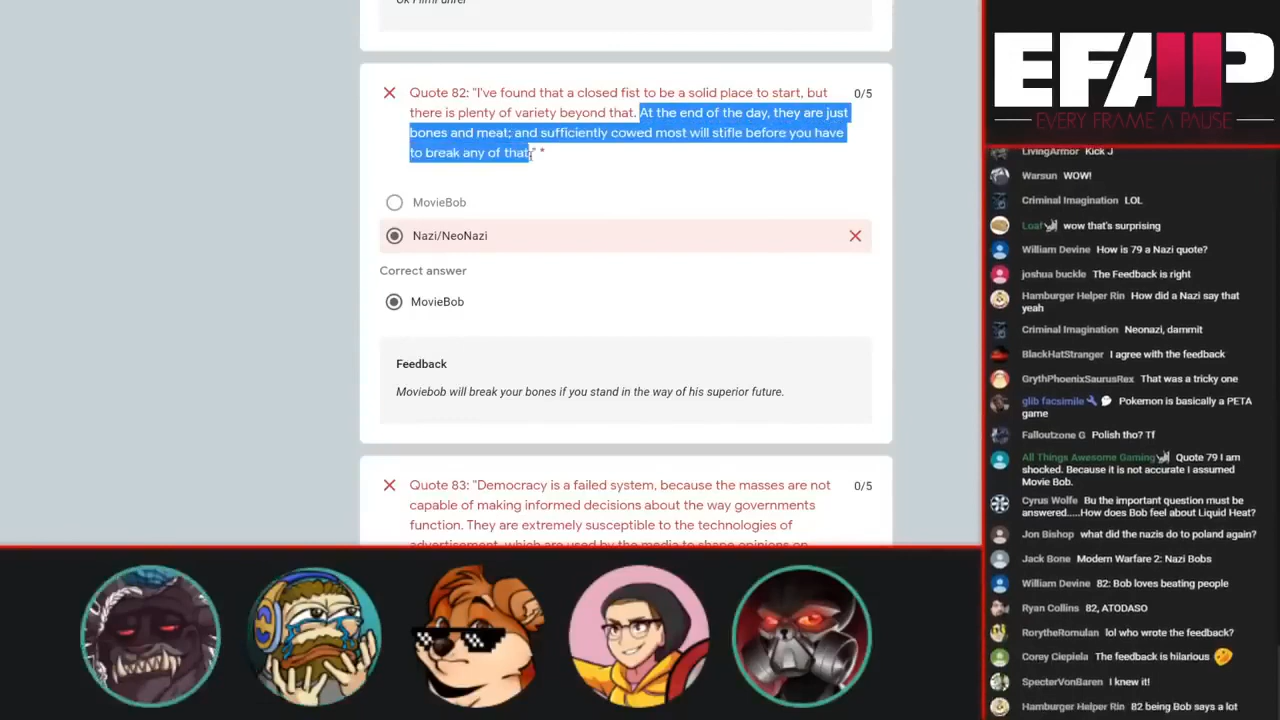 Quote 82: "I've found that a closed fist to be a solid place to start, but
there is plenty of variety beyond that. At the end of the day, they are just
bones and meat; and sufficiently cowed most will stifle before you have
to break any of that." *
0/5
MovieBob
Nazi/NeoNazi
Correct answer
MovieBob
Feedback
Moviebob will break your bones if you stand in the way of his superior future.
Quote 83: "Democracy is a failed system, because the masses are not
capable of making informed decisions about the way governments
function. They are extremely susceptible to the technologies of
advertisement, which are used by the media to shape opinions on
0/5
EFAP
EVERY FRAME A PAUSE
LivingArmor Kick J
Warsun WOW!
Criminal Imagination LOL
Loaf wow that's surprising
William Devine How is 79 a Nazi quote?
joshua buckle The Feedback is right
Hamburger Helper Rin How did a Nazi say that
yeah
Criminal Imagination Neonazi, dammit
BlackHatStranger I agree with the feedback
GrythPhoenixSaurusRex That was a tricky one
glib facsimile Pokemon is basically a PETA
game
Falloutzone G Polish tho? Tf
All Things Awesome Gaming Quote 79 I am
shocked. Because it is not accurate I assumed
Movie Bob.
Cyrus Wolfe Bu the important question must be
answered.....How does Bob feel about Liquid Heat?
Jon Bishop what did the nazis do to poland again?
Jack Bone Modern Warfare 2: Nazi Bobs
William Devine 82: Bob loves beating people
Ryan Collins 82, ATODASO
RorytheRomulan lol who wrote the feedback?
Corey Ciepiela The feedback is hilarious
SpecterVonBaren I knew it!
Hamburger Helper Rin 82 being Bob says a lot